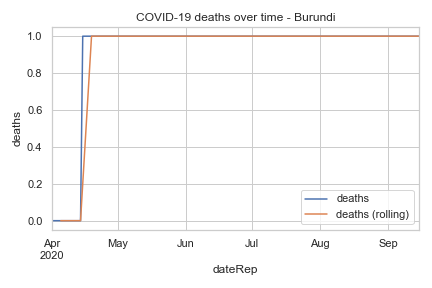 COVID-19 deaths over time - Burundi
deaths
1.0
0.8
0.6
0.4
0.2
0.0
deaths
deaths (rolling)
Apr May Jun Jul Aug Sep
2020
dateRep